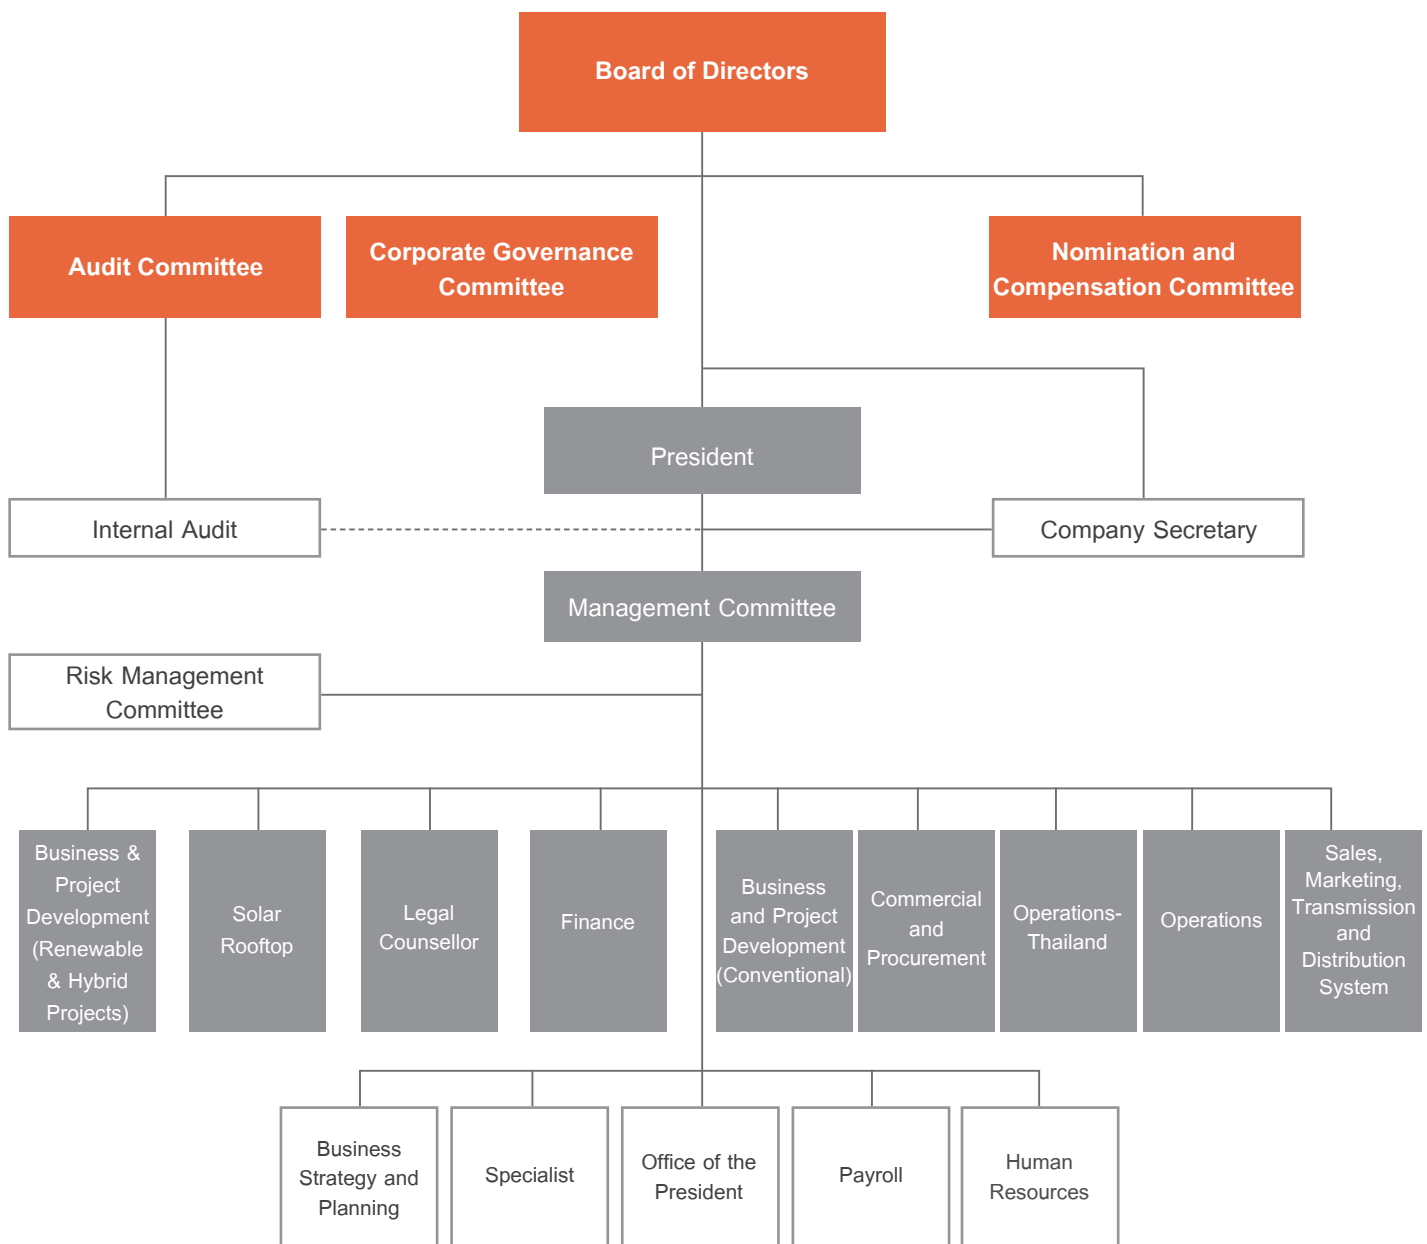 Board of Directors
Audit Committee
Corporate Governance
Committee
Nomination and
Compensation Committee
President
Internal Audit
Company Secretary
Management Committee
Risk Management
Committee
Business &
Project
Development
(Renewable
& Hybrid
Projects)
Solar
Rooftop
Legal
Counsellor
Finance
Business
and Project
Development
(Conventional)
Commercial
and
Procurement
Operations-
Thailand
Operations
Sales,
Marketing,
Transmission
and
Distribution
System
Business
Strategy and
Planning
Specialist
Office of the
President
Payroll
Human
Resources